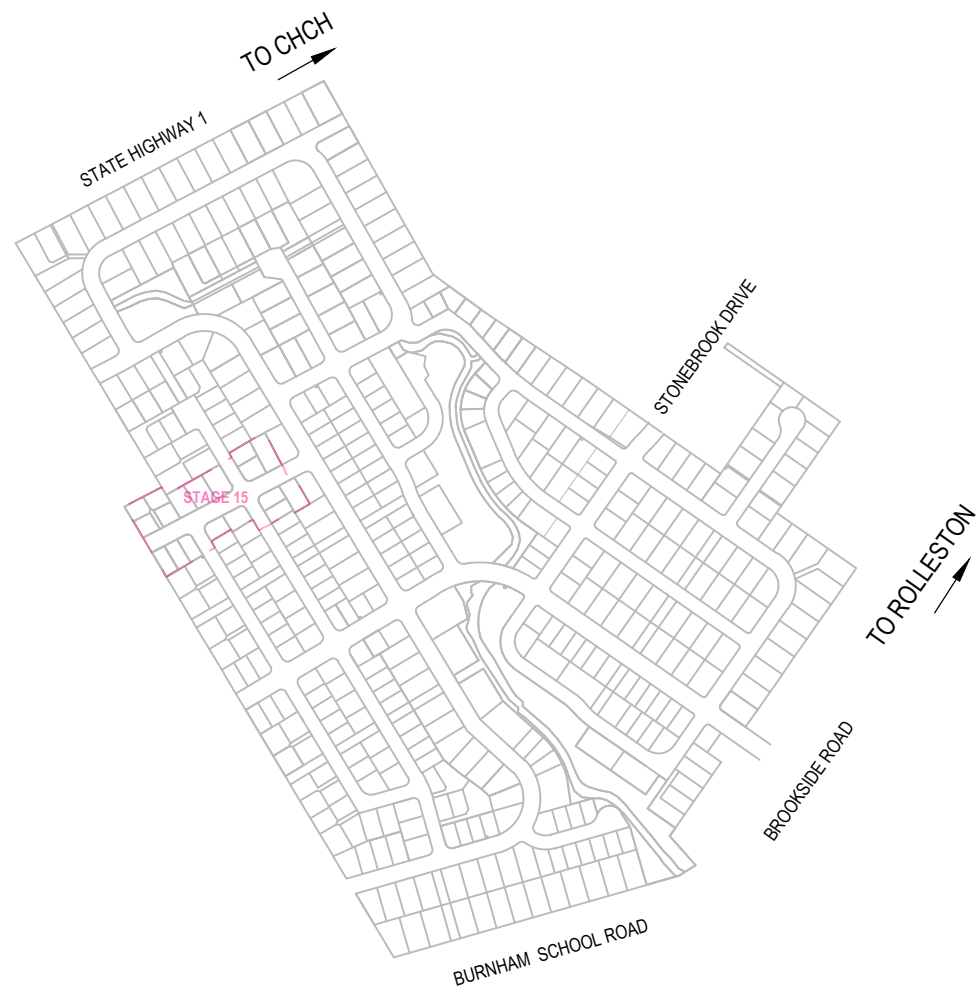 TO CHCH
STATE HIGHWAY 1
STONEBROOK DRIVE
STAGE 15
TO ROLLESTON
BROOKSIDE ROAD
BURNHAM SCHOOL ROAD